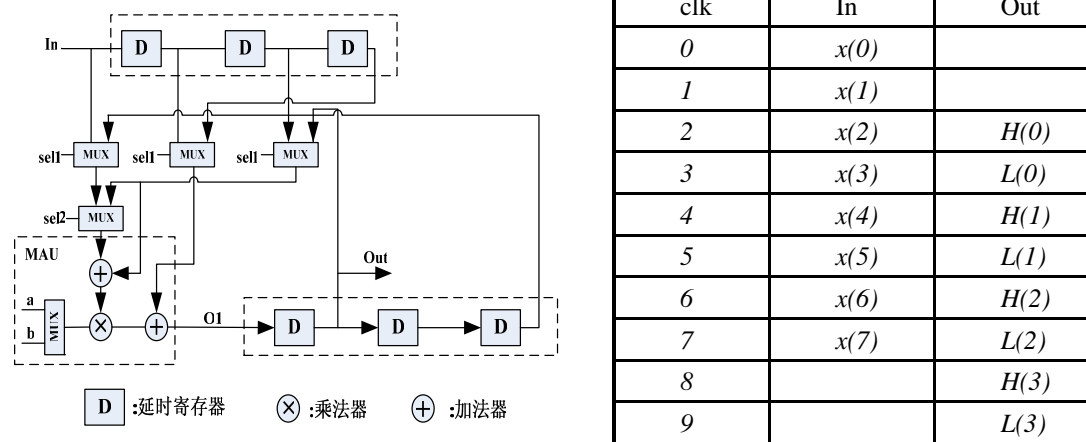 In
D
D
D
sel1
MUX
sel1
MUX
sel1
MUX
sel2
MUX
MAU
a
b
MUX
O1
Out
D
D
D
D :延时寄存器
:乘法器
:加法器
clk In Out
0 x(0)
1 x(1)
2 x(2) H(0)
3 x(3) L(0)
4 x(4) H(1)
5 x(5) L(1)
6 x(6) H(2)
7 x(7) L(2)
8 H(3)
9 L(3)